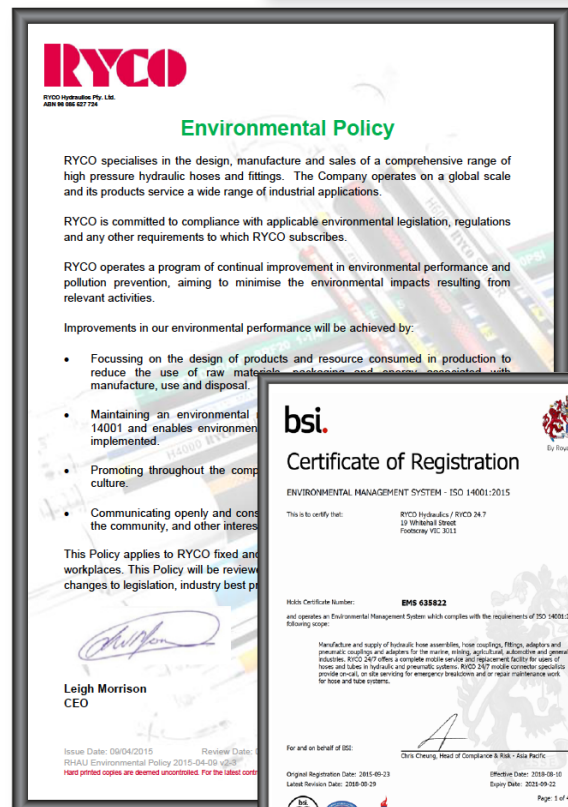 RYCO
RYCO Hydraulics Pty. Ltd.
ABN 98 085 627 724
Environmental Policy
RYCO specialises in the design, manufacture and sales of a comprehensive range of
high pressure hydraulic hoses and fittings. The Company operates on a global scale
and its products service a wide range of industrial applications.
RYCO is committed to compliance with applicable environmental legislation, regulations
and any other requirements to which RYCO subscribes.
RYCO operates a program of continual improvement in environmental performance and
pollution prevention, aiming to minimise the environmental impacts resulting from
relevant activities.
Improvements in our environmental performance will be achieved by:
• Focussing on the design of products and resource consumed in production to
reduce the use of raw materials, packaging and energy associated with
manufacture, use and disposal.
• Maintaining an environmental
14001 and enables environmen
implemented.
• Promoting throughout the comp
culture.
• Communicating openly and cons
the community, and other interes
This Policy applies to RYCO fixed and
workplaces. This Policy will be reviewe
changes to legislation, industry best pr
Leigh Morrison
CEO
Issue Date: 09/04/2015 Review Date:
RHAU Environmental Policy 2015-04-09 v2-3
Hard printed copies are deemed uncontrolled. For the latest contr
bsi.
By Roya
Certificate of Registration
ENVIRONMENTAL MANAGEMENT SYSTEM - ISO 14001:2015
This is to certify that:
RYCO Hydraulics / RYCO 24.7
19 Whitehall Street
Footscray VIC 3011
Holds Certificate Number:
EMS 635822
and operates an Environmental Management System which complies with the requirements of ISO 14001:2
following scope:
Manufacture and supply of hydraulic hose assemblies, hose couplings, fittings, adaptors and
pneumatic couplings and adapters for the marine, mining, agricultural, automotive and general
industries. RYCO 24/7 offers a complete mobile service and replacement facility for users of
hoses and tubes in hydraulic and pneumatic systems. RYCO 24/7 mobile connector specialists
provide on-call, on site servicing for emergency breakdown and or repair maintenance work
for hose and tube systems.
For and on behalf of BSI:
Chris Cheung, Head of Compliance & Risk - Asia Pacific
Original Registration Date: 2015-09-23
Effective Date: 2018-08-10
Latest Revision Date: 2018-08-29
Expiry Date: 2021-09-22
Page: 1 of 4
bsi.